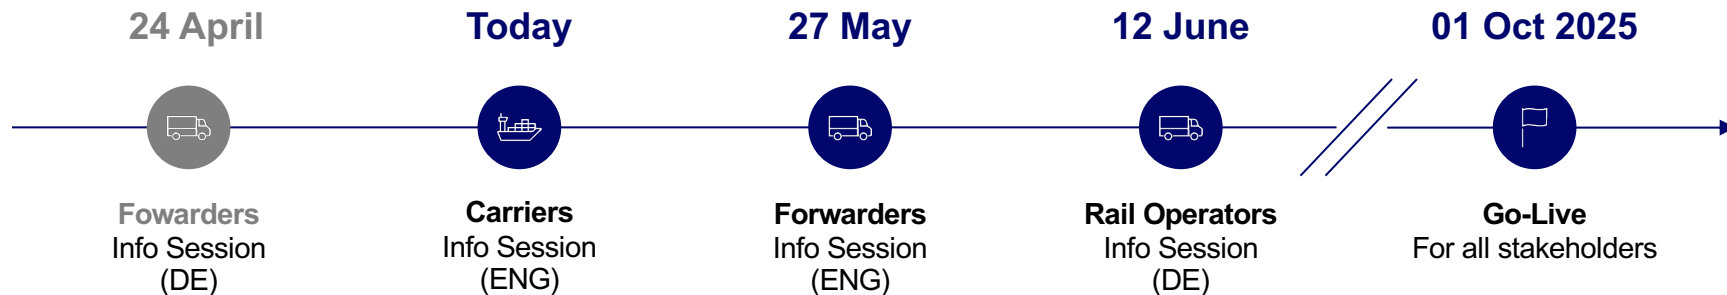 24 April
Today
27 May
12 June
01 Oct 2025
Fowarders
Info Session
(DE)
Carriers
Info Session
(ENG)
Forwarders
Info Session
(ENG)
Rail Operators
Info Session
(DE)
Go-Live
For all stakeholders